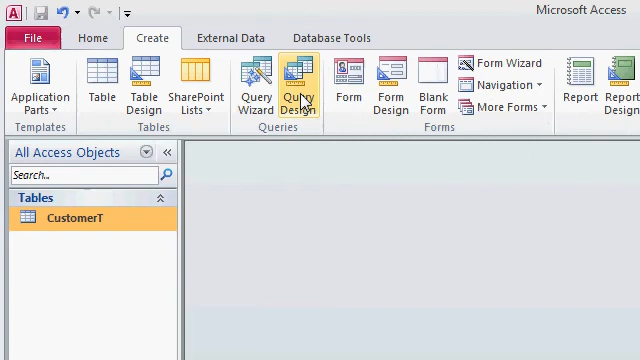 Microsoft Access
File Home Create External Data Database Tools
Application Parts
Table
Table Design
SharePoint Lists
Query Wizard
Query Design
Form
Form Design
Blank Form
Form Wizard
Navigation
More Forms
Report
Report Design
Templates Tables Queries Forms
All Access Objects
Search...
Tables
CustomerT